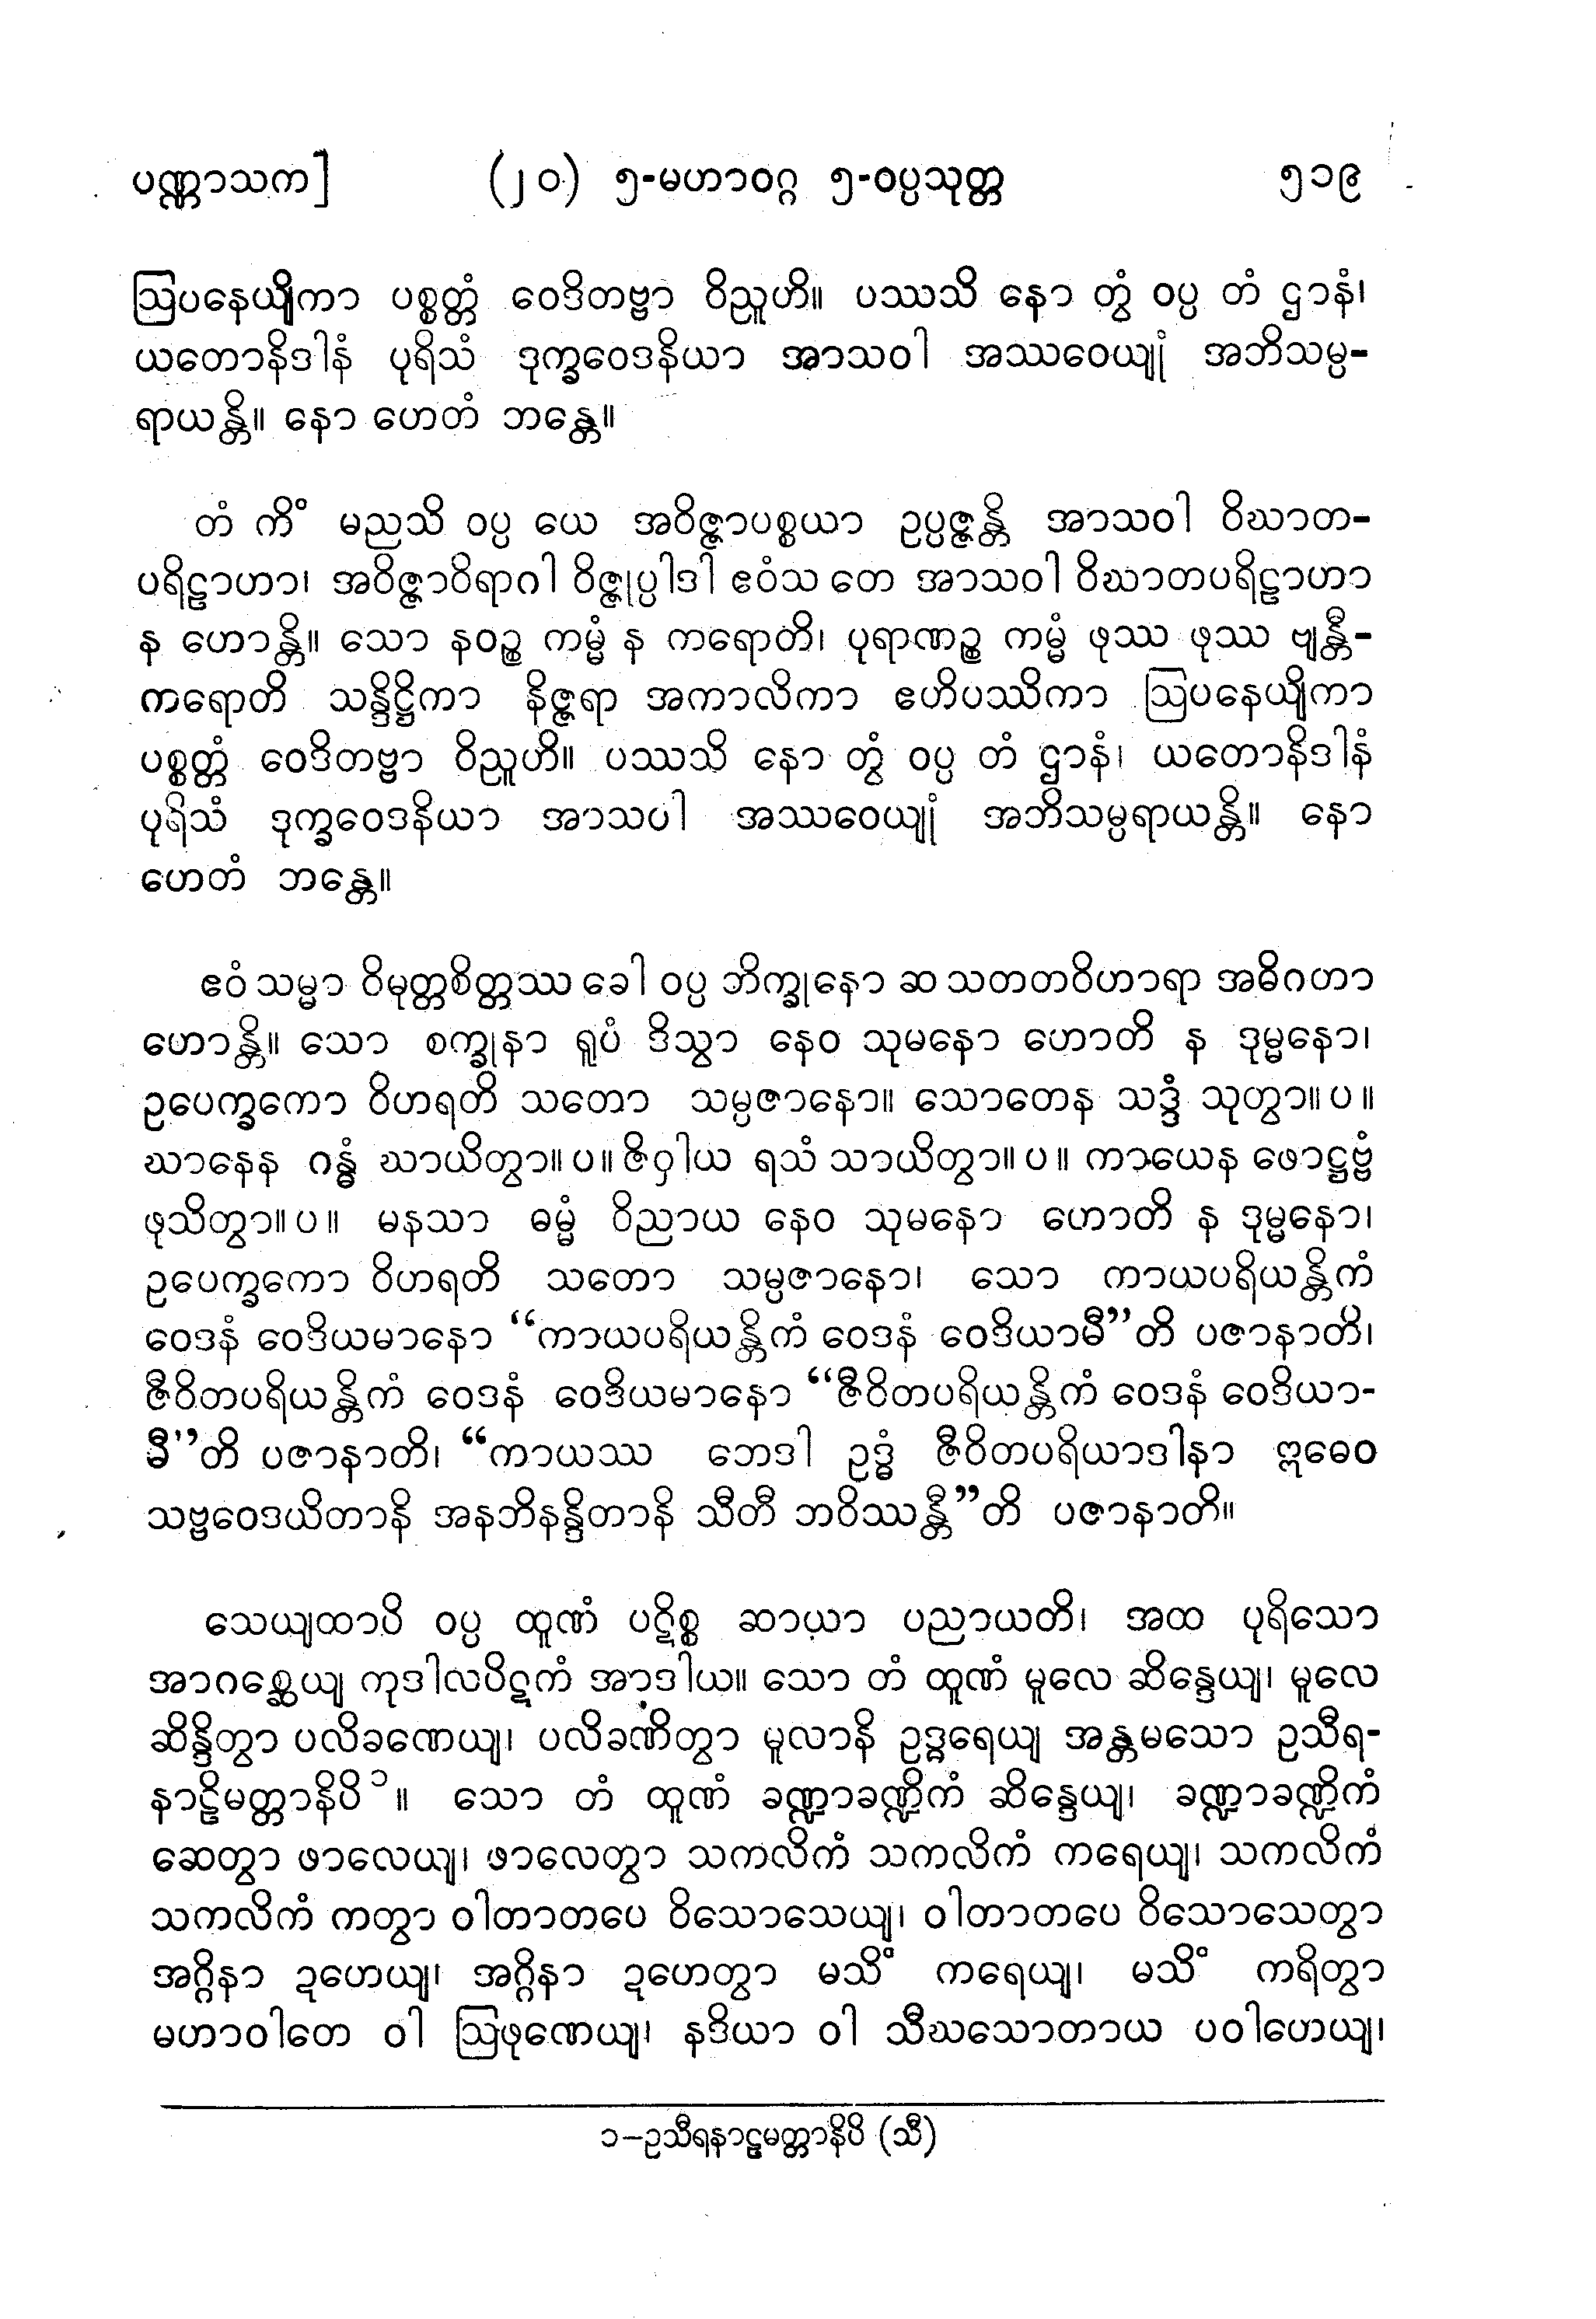 ပဏ္ဏာသက] (၂၀) ၅-မဟာဝဂ္ဂ ၅-ဝပ္ပသုတ္တ ၅၁၉
ဩပနေယျိကာ ပစ္စတ္တံ ဝေဒိတဗ္ဗာ ဝိညူဟိ။ ပဿသိ နော တွံ ဝပ္ပ တံ ဌာနံ၊
ယတောနိဒါနံ ပုရိသံ ဒုက္ခဝေဒနိယာ အာသဝါ အဿဝေယျုံ အဘိသမ္ပ-
ရာယန္တိ။ နော ဟေတံ ဘန္တေ။
တံ ကိံ မညသိ ဝပ္ပ ယေ အဝိဇ္ဇာပစ္စယာ ဥပ္ပဇ္ဇန္တိ အာသဝါ ဝိဃာတ-
ပရိဠာဟာ၊ အဝိဇ္ဇာဝိရာဂါ ဝိဇ္ဇုပ္ပါဒါ ဧဝံသ တေ အာသဝါ ဝိဃာတပရိဠာဟာ
န ဟောန္တိ။ သော နဝဉ္စ ကမ္မံ န ကရောတိ၊ ပုရာဏဉ္စ ကမ္မံ ဖုဿ ဖုဿ ဗျန္တီ-
ကရောတိ သန္ဒိဋ္ဌိကာ နိဇ္ဇရာ အကာလိကာ ဧဟိပဿိကာ ဩပနေယျိကာ
ပစ္စတ္တံ ဝေဒိတဗ္ဗာ ဝိညူဟိ။ ပဿသိ နော တွံ ဝပ္ပ တံ ဌာနံ၊ ယတောနိဒါနံ
ပုရိသံ ဒုက္ခဝေဒနိယာ အာသဝါ အဿဝေယျုံ အဘိသမ္ပရာယန္တိ။ နော
ဟေတံ ဘန္တေ။
ဧဝံ သမ္မာ ဝိမုတ္တစိတ္တဿ ခေါ ဝပ္ပ ဘိက္ခုနော ဆ သတတဝိဟာရာ အဓိဂတာ
ဟောန္တိ။ သော စက္ခုနာ ရူပံ ဒိသွာ နေဝ သုမနော ဟောတိ န ဒုမ္မနော၊
ဥပေက္ခကော ဝိဟရတိ သတော သမ္ပဇာနော။ သောတေန သဒ္ဒံ သုတွာ။ပ။
ဃာနေန ဂန္ဓံ ဃာယိတွာ။ပ။ ဇိဝှါယ ရသံ သာယိတွာ။ပ။ ကာယေန ဖောဋ္ဌဗ္ဗံ
ဖုသိတွာ။ပ။ မနသာ ဓမ္မံ ဝိညာယ နေဝ သုမနော ဟောတိ န ဒုမ္မနော၊
ဥပေက္ခကော ဝိဟရတိ သတော သမ္ပဇာနော၊ သော ကာယပရိယန္တိကံ
ဝေဒနံ ဝေဒိယမာနော “ကာယပရိယန္တိကံ ဝေဒနံ ဝေဒိယာမီ”တိ ပဇာနာတိ၊
ဇီဝိတပရိယန္တိကံ ဝေဒနံ ဝေဒိယမာနော “ဇီဝိတပရိယန္တိကံ ဝေဒနံ ဝေဒိယာ-
မီ”တိ ပဇာနာတိ၊ “ကာယဿ ဘေဒါ ဥဒ္ဓံ ဇီဝိတပရိယာဒါနာ ဣဓေဝ
သဗ္ဗဝေဒယိတာနိ အနဘိနန္ဒိတာနိ သီတီ ဘဝိဿန္တီ”တိ ပဇာနာတိ။
သေယျထာပိ ဝပ္ပ ထူဏံ ပဋိစ္စ ဆာယာ ပညာယတိ၊ အထ ပုရိသော
အာဂစ္ဆေယျ ကုဒါလပိဋကံ အာဒါယ။ သော တံ ထူဏံ မူလေ ဆိန္ဒေယျ၊ မူလေ
ဆိန္ဒိတွာ ပလိခဏေယျ၊ ပလိခဏိတွာ မူလာနိ ဥဒ္ဓရေယျ အန္တမသော ဥသီရ-
နာဠိမတ္တာနိပိ၁။ သော တံ ထူဏံ ခဏ္ဍာခဏ္ဍိကံ ဆိန္ဒေယျ၊ ခဏ္ဍာခဏ္ဍိကံ
ဆေတွာ ဖာလေယျ၊ ဖာလေတွာ သကလိကံ သကလိကံ ကရေယျ၊ သကလိကံ
သကလိကံ ကတွာ ဝါတာတပေ ဝိသောသေယျ၊ ဝါတာတပေ ဝိသောသေတွာ
အဂ္ဂိနာ ဍဟေယျ၊ အဂ္ဂိနာ ဍဟေတွာ မသိံ ကရေယျ၊ မသိံ ကရိတွာ
မဟာဝါတေ ဝါ ဩဖုဏေယျ၊ နဒိယာ ဝါ သီဃသောတာယ ပဝါဟေယျ၊
၁–ဥသီရနာဠမတ္တာနိပိ (သီ)